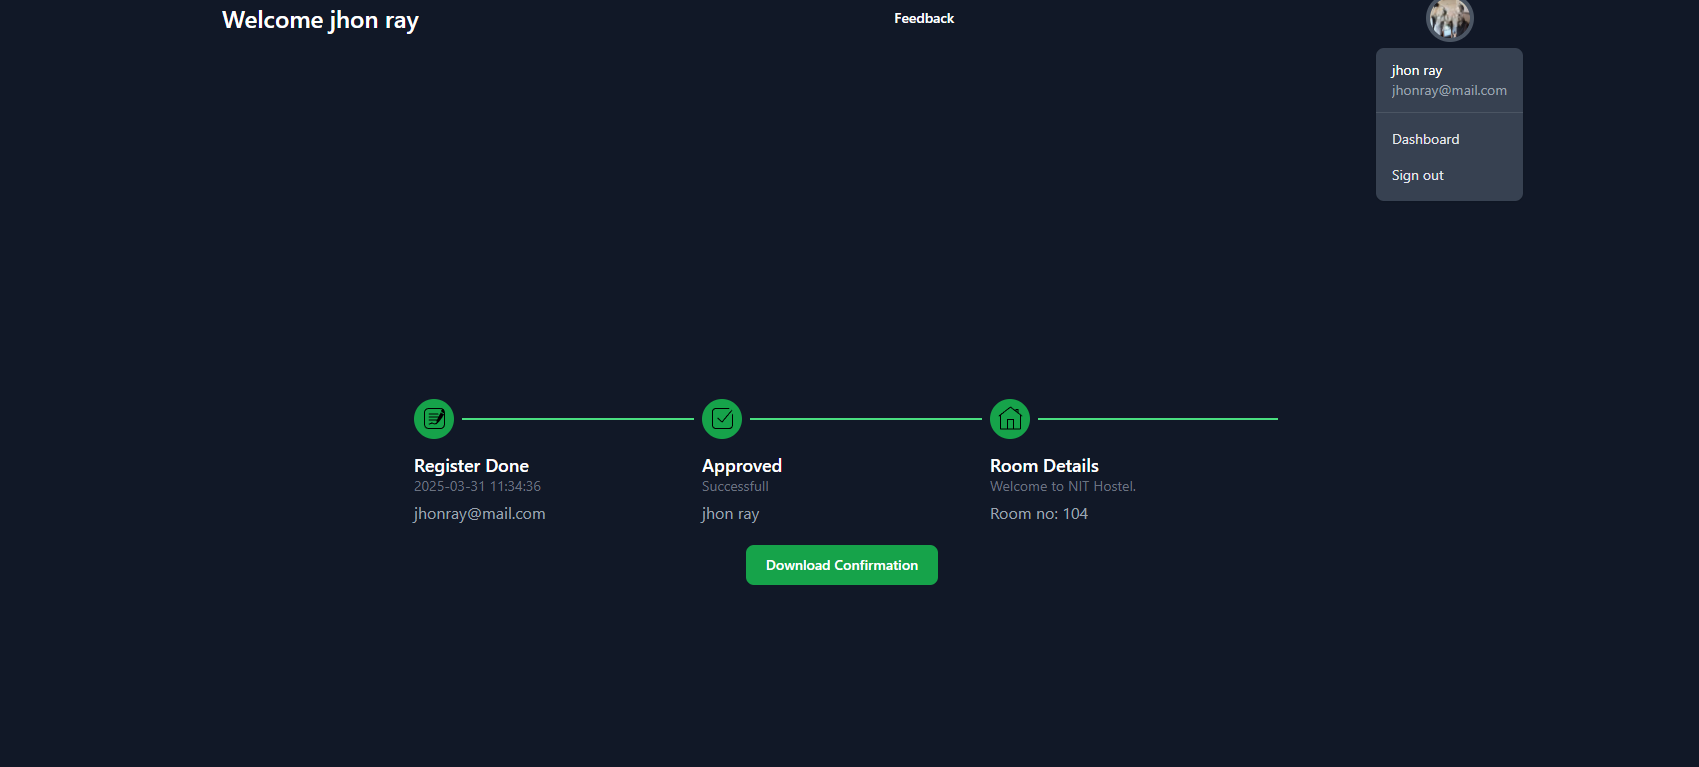 Welcome jhon ray
Feedback
jhon ray
jhonray@mail.com
Dashboard
Sign out
Register Done
2025-03-31 11:34:36
jhonray@mail.com
Approved
Successfull
jhon ray
Room Details
Welcome to NIT Hostel.
Room no: 104
Download Confirmation